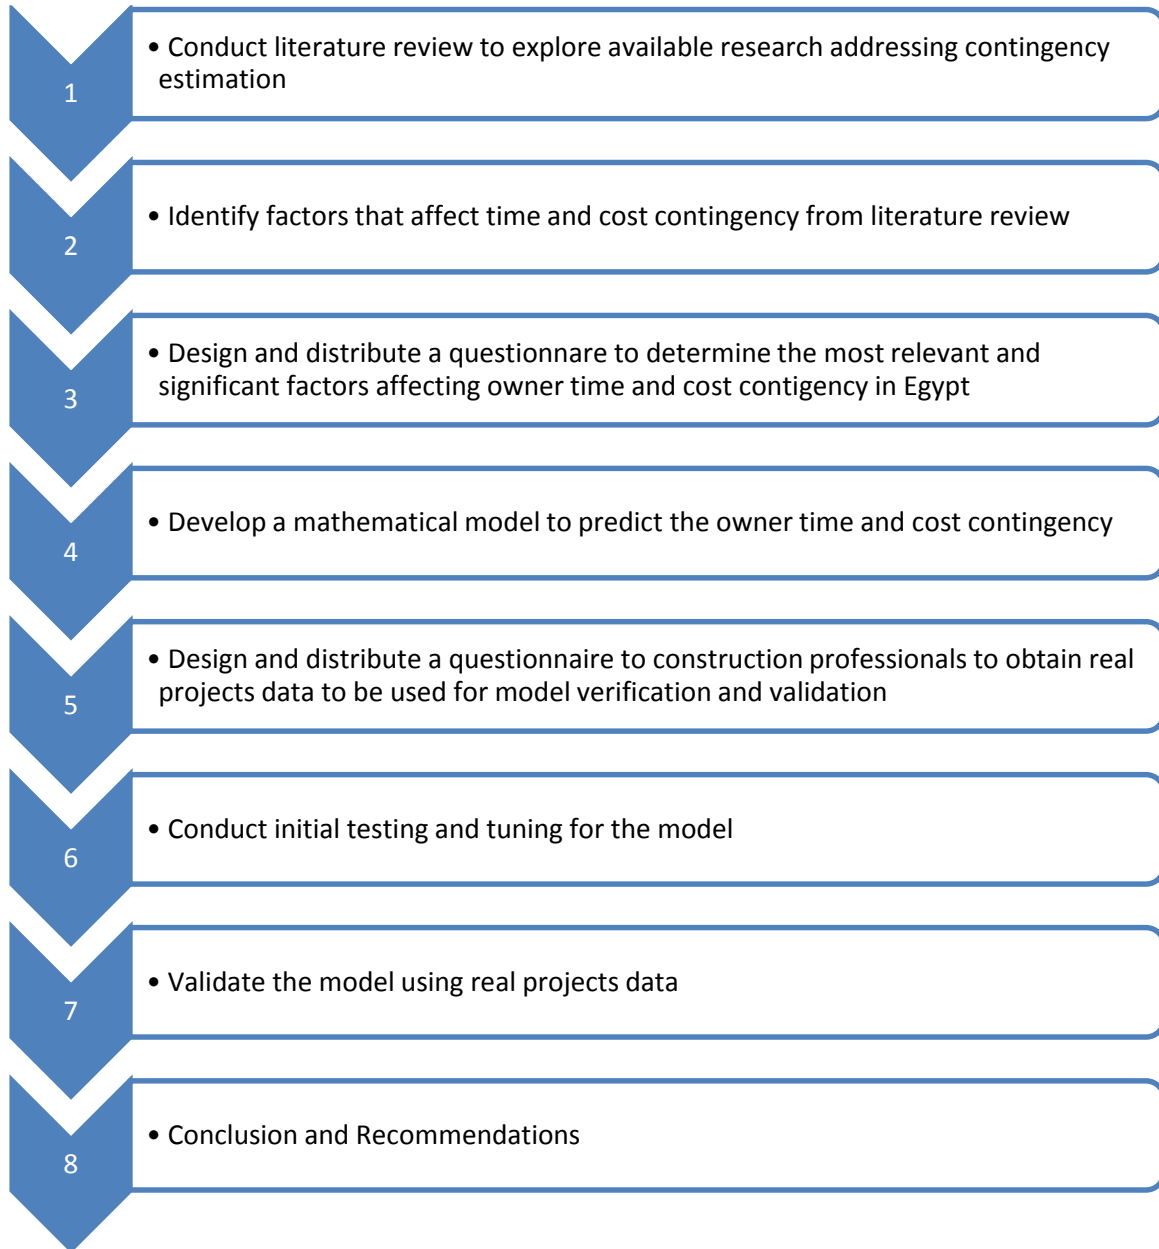 1
• Conduct literature review to explore available research addressing contingency
estimation
2
• Identify factors that affect time and cost contingency from literature review
3
• Design and distribute a questionnare to determine the most relevant and
significant factors affecting owner time and cost contigency in Egypt
4
• Develop a mathematical model to predict the owner time and cost contingency
5
• Design and distribute a questionnaire to construction professionals to obtain real
projects data to be used for model verification and validation
6
• Conduct initial testing and tuning for the model
7
• Validate the model using real projects data
8
• Conclusion and Recommendations